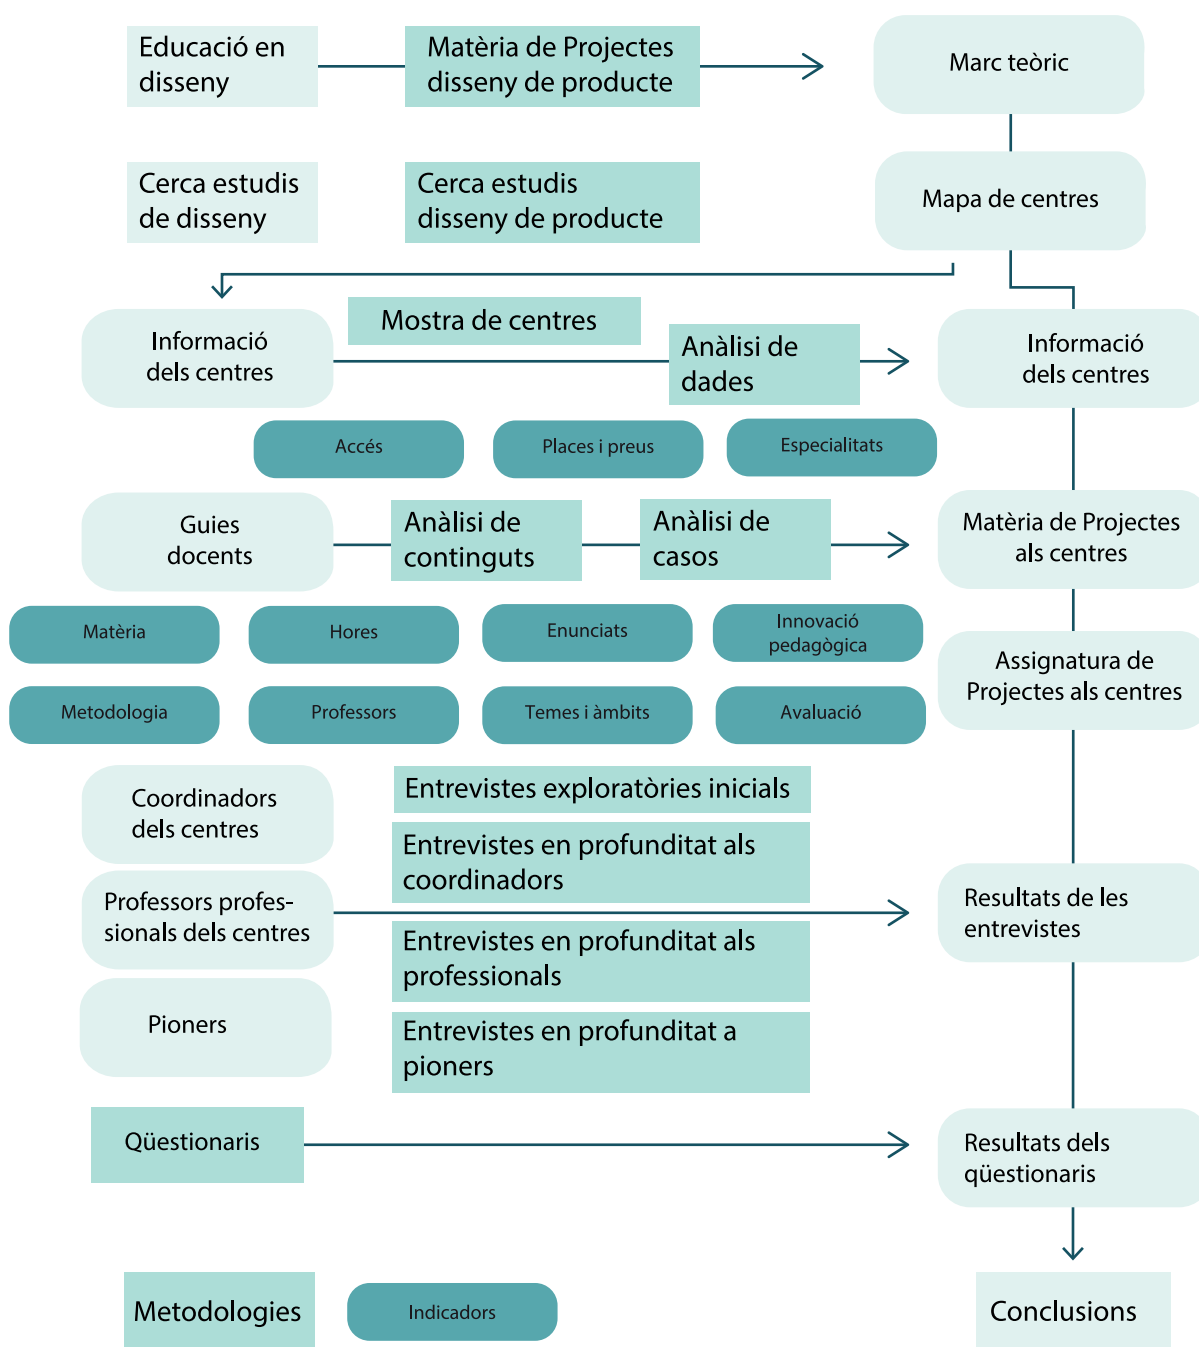 Educació en
disseny
Matèria de Projectes
disseny de producte
Marc teòric
Cerca estudis
de disseny
Cerca estudis
disseny de producte
Mapa de centres
Informació
dels centres
Mostra de centres
Anàlisi de
dades
Informació
dels centres
Accés
Places i preus
Especialitats
Guies
docents
Anàlisi de
continguts
Anàlisi de
casos
Matèria de Projectes
als centres
Matèria
Hores
Enunciats
Innovació
pedagògica
Assignatura de
Projectes als centres
Metodologia
Professors
Temes i àmbits
Avaluació
Coordinadors
dels centres
Entrevistes exploratòries inicials
Entrevistes en profunditat als
coordinadors
Professors profes-
sionals dels centres
Entrevistes en profunditat als
professionals
Resultats de les
entrevistes
Pioners
Entrevistes en profunditat a
pioners
Qüestionaris
Resultats dels
qüestionaris
Metodologies
Indicadors
Conclusions